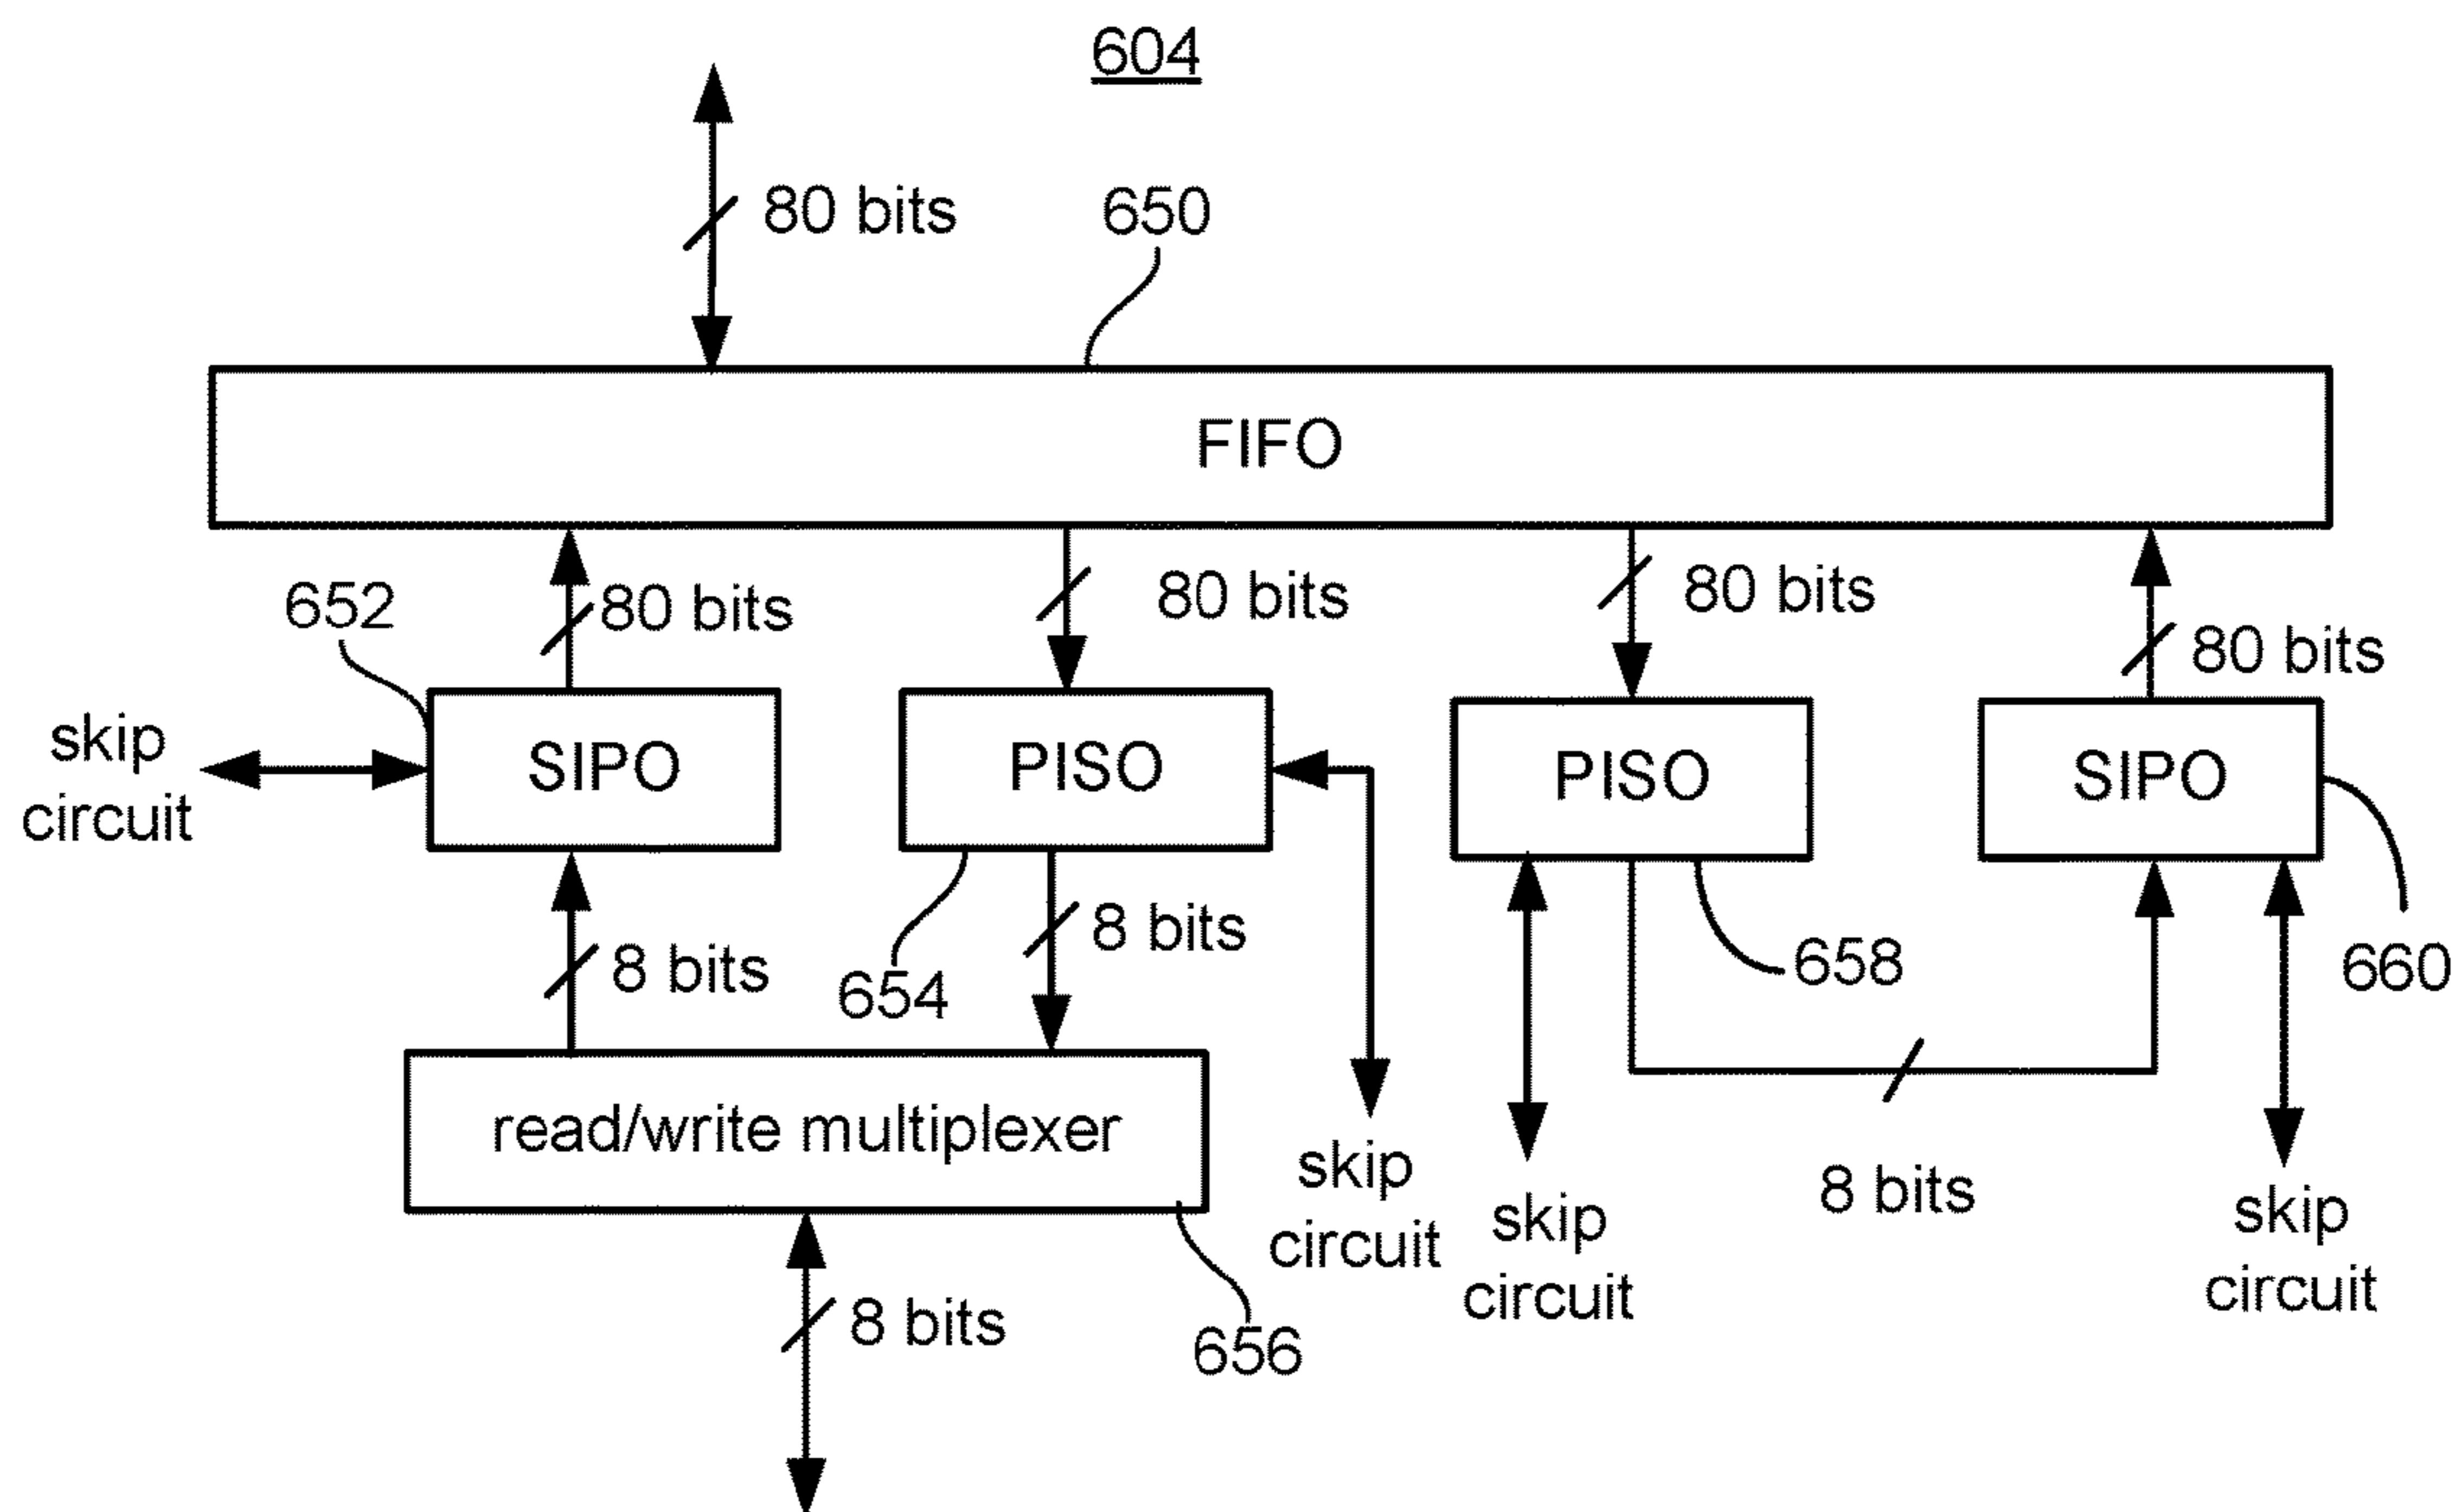 604
80 bits
650
FIFO
652
80 bits
80 bits
80 bits
80 bits
skip
circuit
SIPO
PISO
PISO
SIPO
8 bits
654
8 bits
658
660
read/write multiplexer
skip
circuit
skip
circuit
8 bits
skip
circuit
8 bits
656